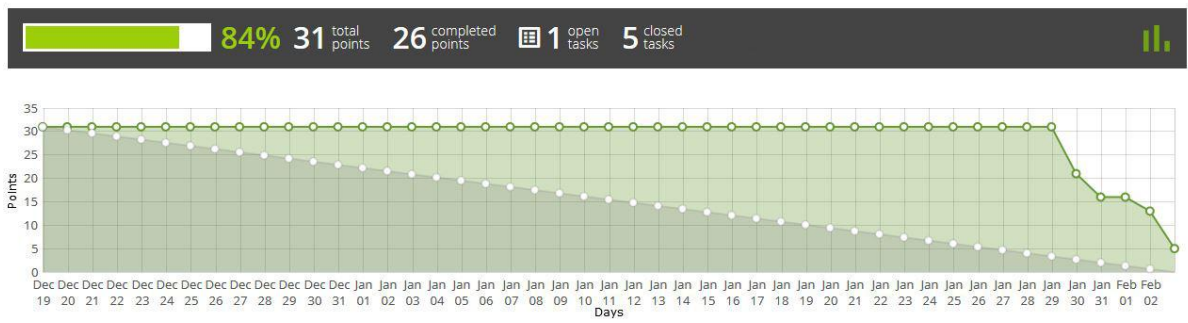 84% 31 total points 26 completed points 1 open tasks 5 closed tasks
35
30
25
20
15
10
5
0
Points
Dec Dec Dec Dec Dec Dec Dec Dec Dec Dec Dec Dec Dec Jan Jan Jan Jan Jan Jan Jan Jan Jan Jan Jan Jan Jan Jan Jan Jan Jan Jan Jan Jan Jan Jan Jan Jan Jan Jan Jan Jan Jan Jan Jan Feb Feb
19 20 21 22 23 24 25 26 27 28 29 30 31 01 02 03 04 05 06 07 08 09 10 11 12 13 14 15 16 17 18 19 20 21 22 23 24 25 26 27 28 29 30 31 01 02
Days